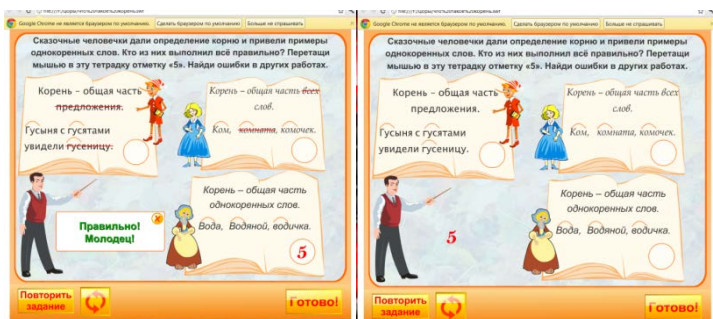 Google Chrome не является браузером по умолчанию. Сделать браузером по умолчанию Больше не спрашивать
Сказочные человечки дали определение корню и привели примеры
однокоренных слов. Кто из них выполнил всё правильно? Перетащи
мышью в эту тетрадку отметку «5». Найди ошибки в других работах.
Корень – общая часть
предложения.
Гусыня с гусятами
увидели гусеницу.
Корень – общая часть всех
слов.
Ком, комната, комочек.
Корень – общая часть
однокоренных слов.
Вода, Водяной, водичка.
5
Правильно!
Молодец!
Повторить
задание
Готово!
Google Chrome не является браузером по умолчанию. Сделать браузером по умолчанию Больше не спрашивать
Сказочные человечки дали определение корню и привели примеры
однокоренных слов. Кто из них выполнил всё правильно? Перетащи
мышью в эту тетрадку отметку «5». Найди ошибки в других работах.
Корень – общая часть
предложения.
Гусыня с гусятами
увидели гусеницу.
Корень – общая часть всех
слов.
Ком, комната, комочек.
Корень – общая часть
однокоренных слов.
Вода, Водяной, водичка.
5
Повторить
задание
Готово!